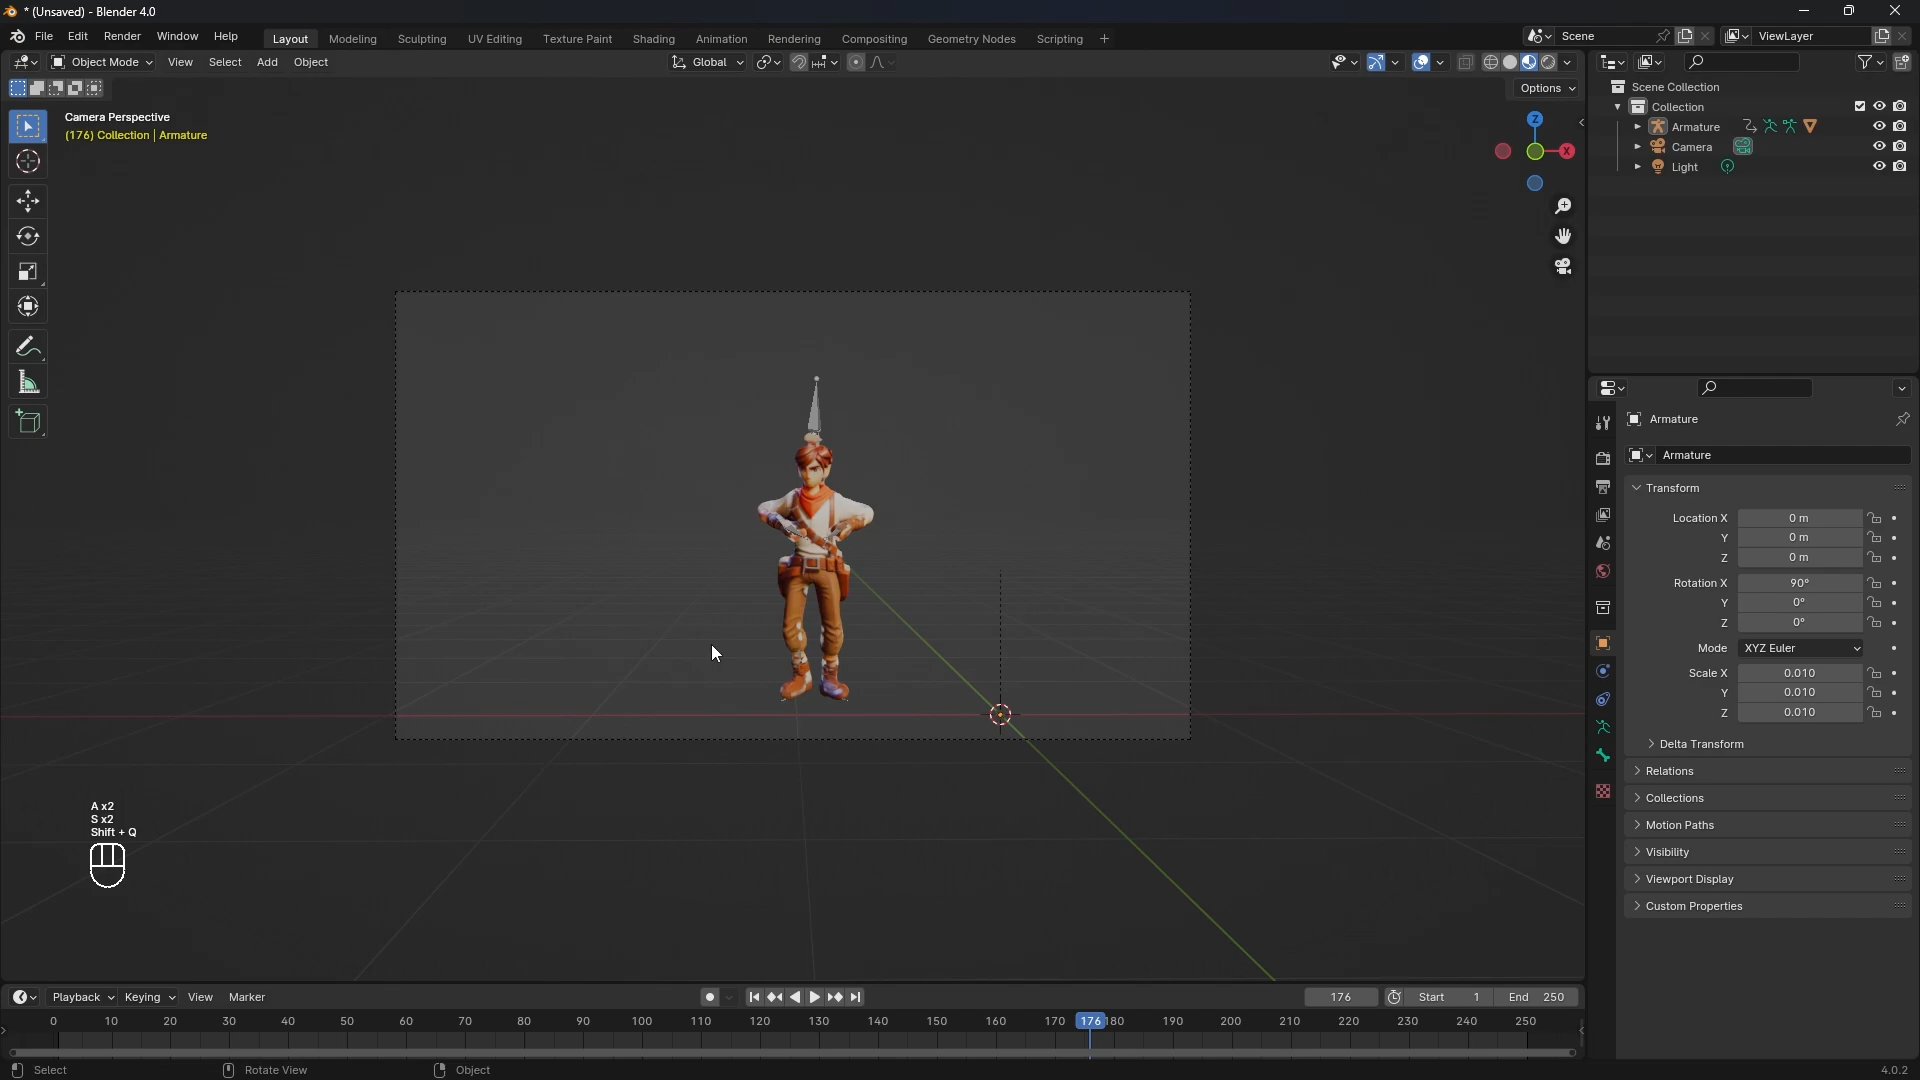 * (Unsaved) - Blender 4.0
File Edit Render Window Help
Layout Modeling Sculpting UV Editing Texture Paint Shading Animation Rendering Compositing Geometry Nodes Scripting +
Scene
ViewLayer
Object Mode View Select Add Object
Global
Options
Camera Perspective
(176) Collection | Armature
Z
X
Scene Collection
Collection
Armature
Camera
Light
Armature
Armature
Transform
Location X 0 m
Y 0 m
Z 0 m
Rotation X 90°
Y 0°
Z 0°
Mode XYZ Euler
Scale X 0.010
Y 0.010
Z 0.010
Delta Transform
Relations
Collections
Motion Paths
Visibility
Viewport Display
Custom Properties
A x2
S x2
Shift + Q
Playback Keying View Marker
176
Start 1
End 250
0 10 20 30 40 50 60 70 80 90 100 110 120 130 140 150 160 170 176 180 190 200 210 220 230 240 250
Select
Rotate View
Object
4.0.2